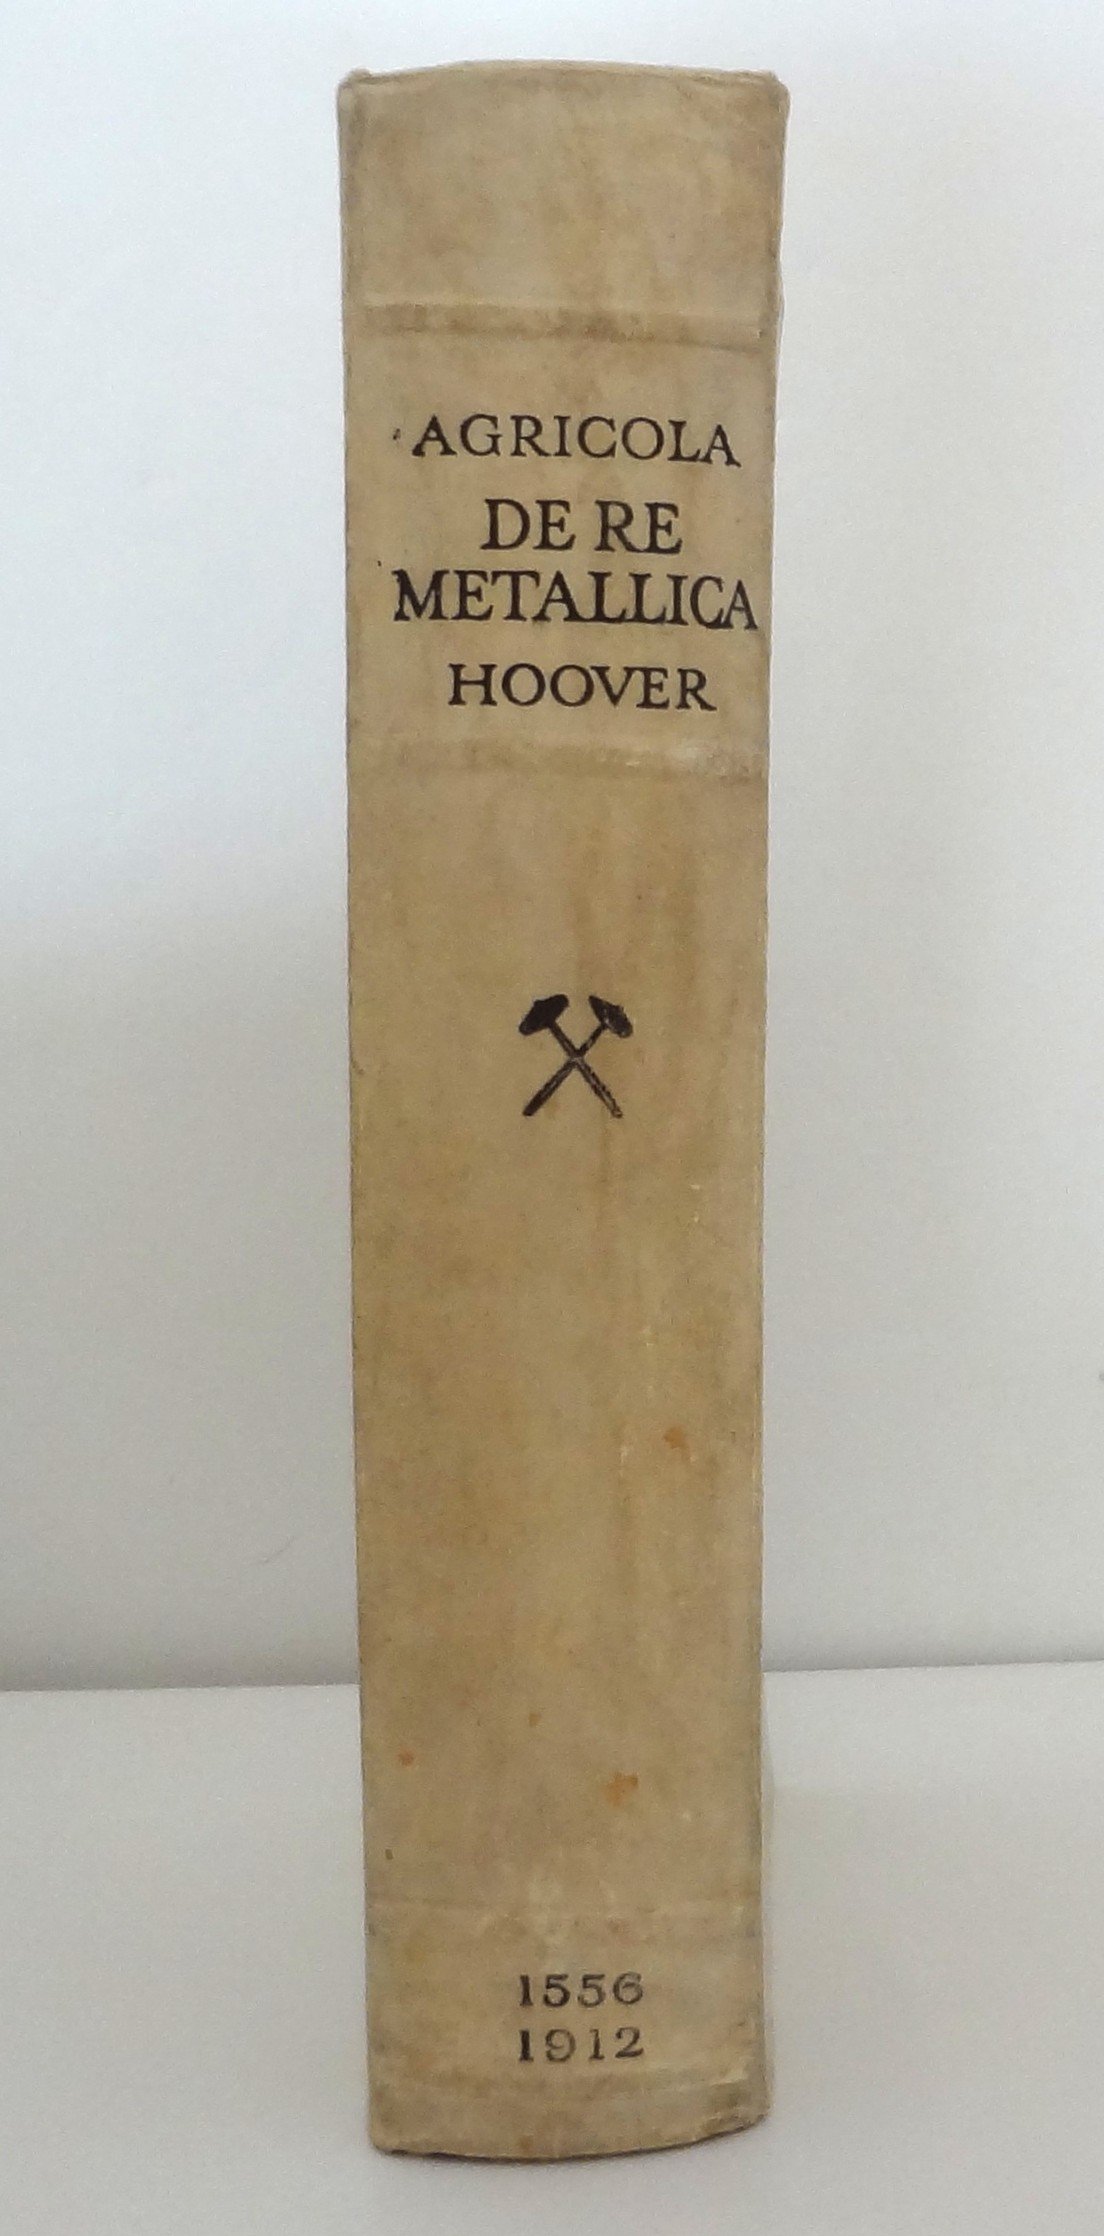 AGRICOLA
DE RE
METALLICA
HOOVER
1556
1912